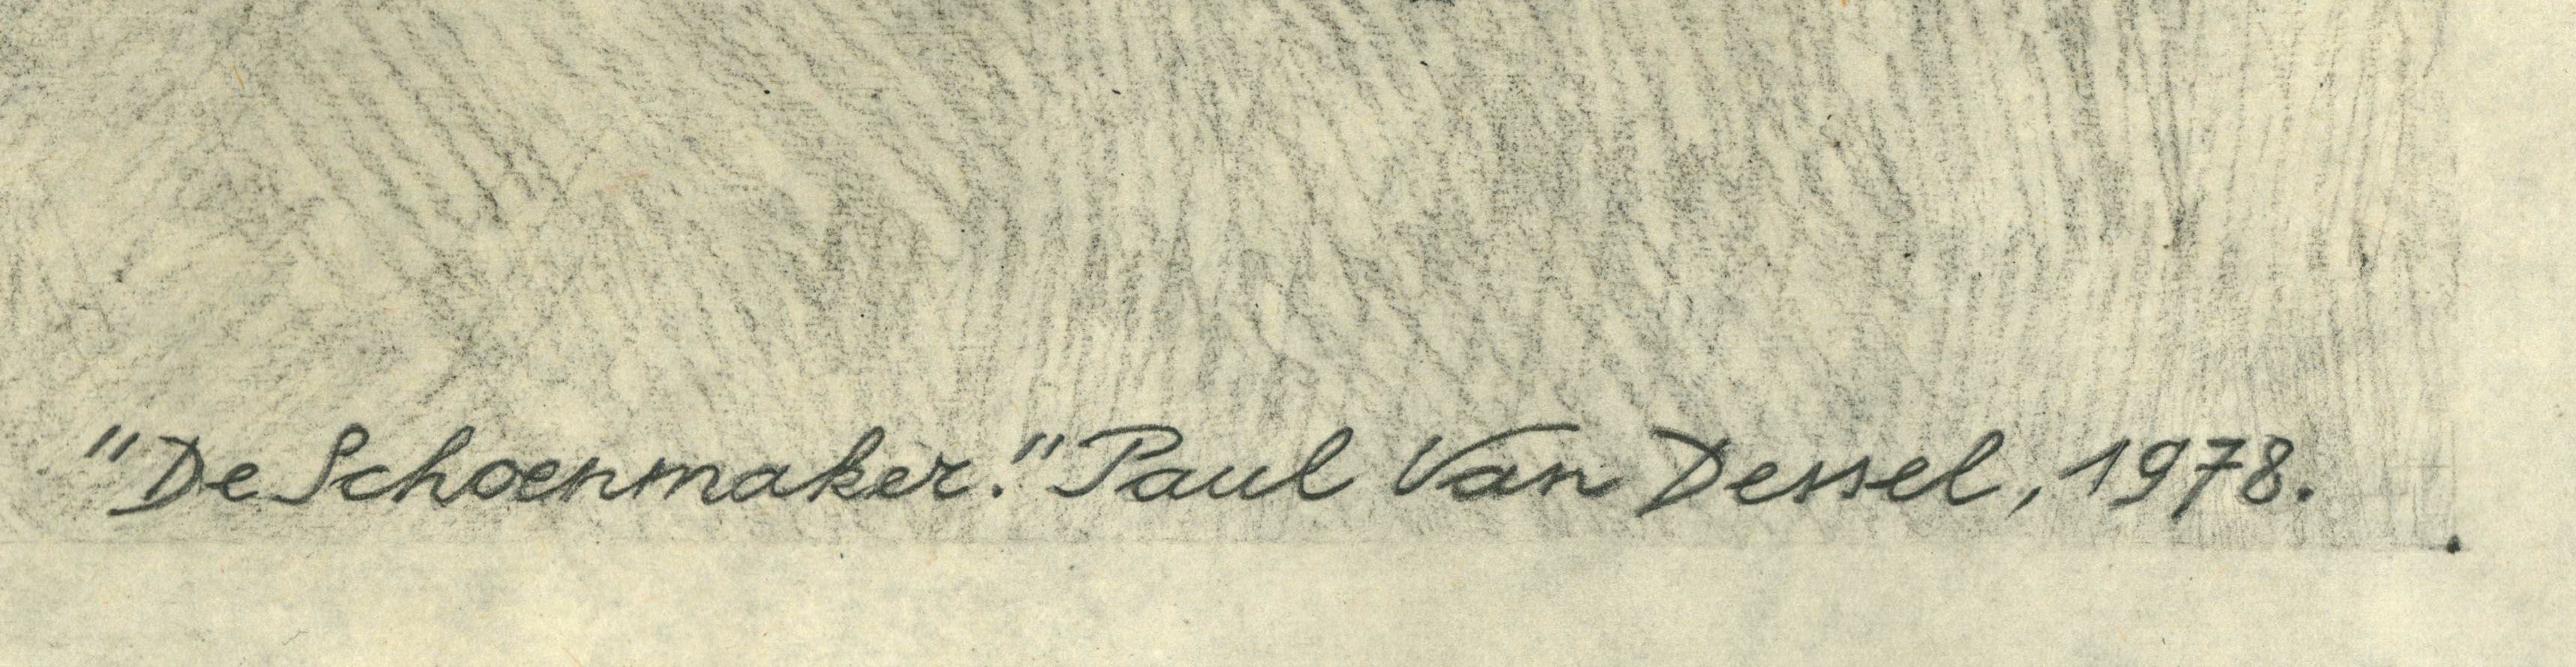 "De Schoenmaker." Paul Van Dessel, 1978.